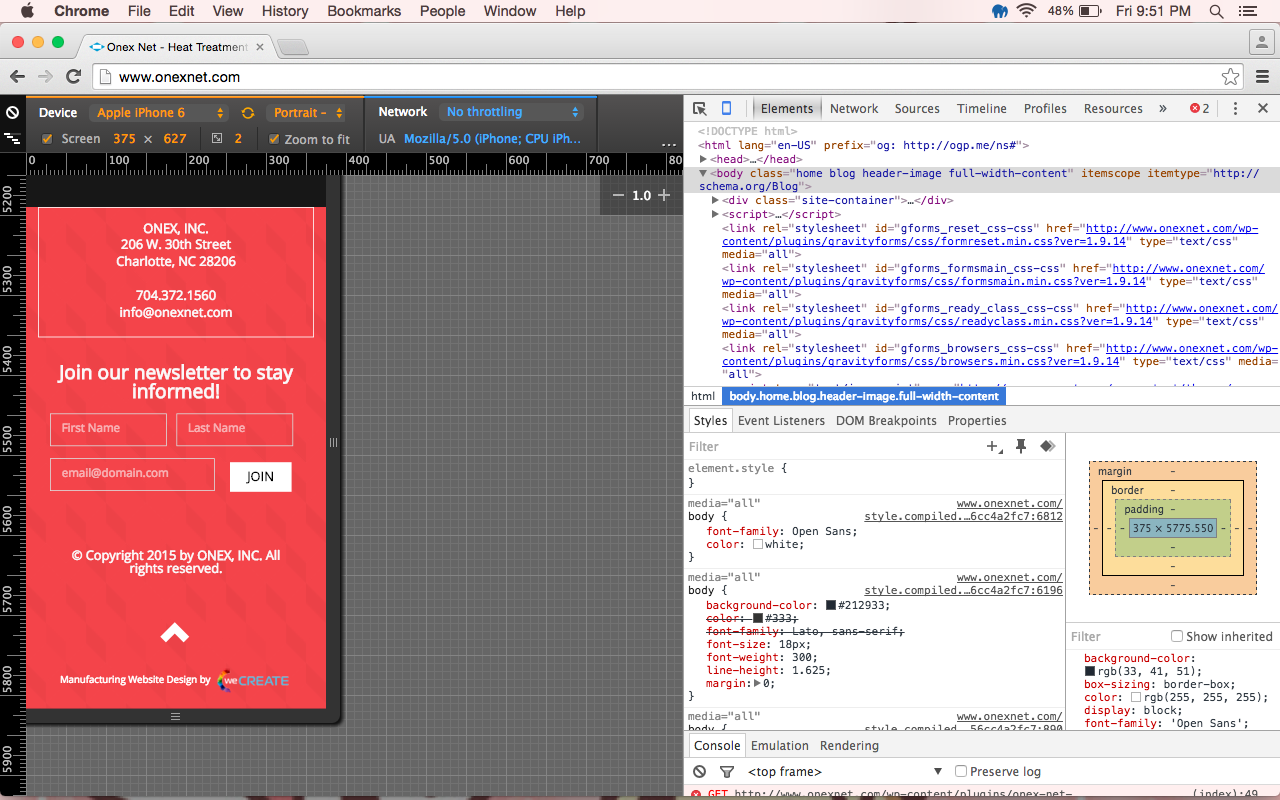 Chrome File Edit View History Bookmarks People Window Help 48% Fri 9:51 PM
Onex Net - Heat Treatment
www.onexnet.com
Device Apple iPhone 6 Portrait - Network No throttling
Screen 375 × 627 2 Zoom to fit UA Mozilla/5.0 (iPhone; CPU iPh... ...
0 100 200 300 400 500 600 700 80
5200
5300
5400
5500
5600
5700
5800
5900
− 1.0 +
ONEX, INC.
206 W. 30th Street
Charlotte, NC 28206
704.372.1560
info@onexnet.com
Join our newsletter to stay
informed!
First Name Last Name
email@domain.com JOIN
© Copyright 2015 by ONEX, INC. All
rights reserved.
Manufacturing Website Design by weCREATE
Elements Network Sources Timeline Profiles Resources » 2
<!DOCTYPE html>
<html lang="en-US" prefix="og: http://ogp.me/ns#">
<head>…</head>
<body class="home blog header-image full-width-content" itemscope itemtype="http://
schema.org/Blog">
<div class="site-container">…</div>
<script>…</script>
<link rel="stylesheet" id="gforms_reset_css-css" href="http://www.onexnet.com/wp-
content/plugins/gravityforms/css/formreset.min.css?ver=1.9.14" type="text/css"
media="all">
<link rel="stylesheet" id="gforms_formsmain_css-css" href="http://www.onexnet.com/
wp-content/plugins/gravityforms/css/formsmain.min.css?ver=1.9.14" type="text/css"
media="all">
<link rel="stylesheet" id="gforms_ready_class_css-css" href="http://www.onexnet.com/
wp-content/plugins/gravityforms/css/readyclass.min.css?ver=1.9.14" type="text/css"
media="all">
<link rel="stylesheet" id="gforms_browsers_css-css" href="http://www.onexnet.com/wp-
content/plugins/gravityforms/css/browsers.min.css?ver=1.9.14" type="text/css" media=
"all">
html body.home.blog.header-image.full-width-content
Styles Event Listeners DOM Breakpoints Properties
Filter
element.style {
}
media="all" www.onexnet.com/
body { style.compiled.…6cc4a2fc7:6812
font-family: Open Sans;
color: white;
}
media="all" www.onexnet.com/
body { style.compiled.…6cc4a2fc7:6196
background-color: #212933;
color: #333;
font-family: Lato, sans-serif;
font-size: 18px;
font-weight: 300;
line-height: 1.625;
margin: 0;
}
media="all" www.onexnet.com/
body { style.compiled.…56cc4a2fc7:890
margin -
border -
padding -
- - - 375 × 5775.550 - - -
-
-
-
Filter Show inherited
background-color:
rgb(33, 41, 51);
box-sizing: border-box;
color: rgb(255, 255, 255);
display: block;
font-family: 'Open Sans';
Console Emulation Rendering
<top frame> Preserve log
GET http://www.onexnet.com/wp-content/plugins/onex-net- (index):49